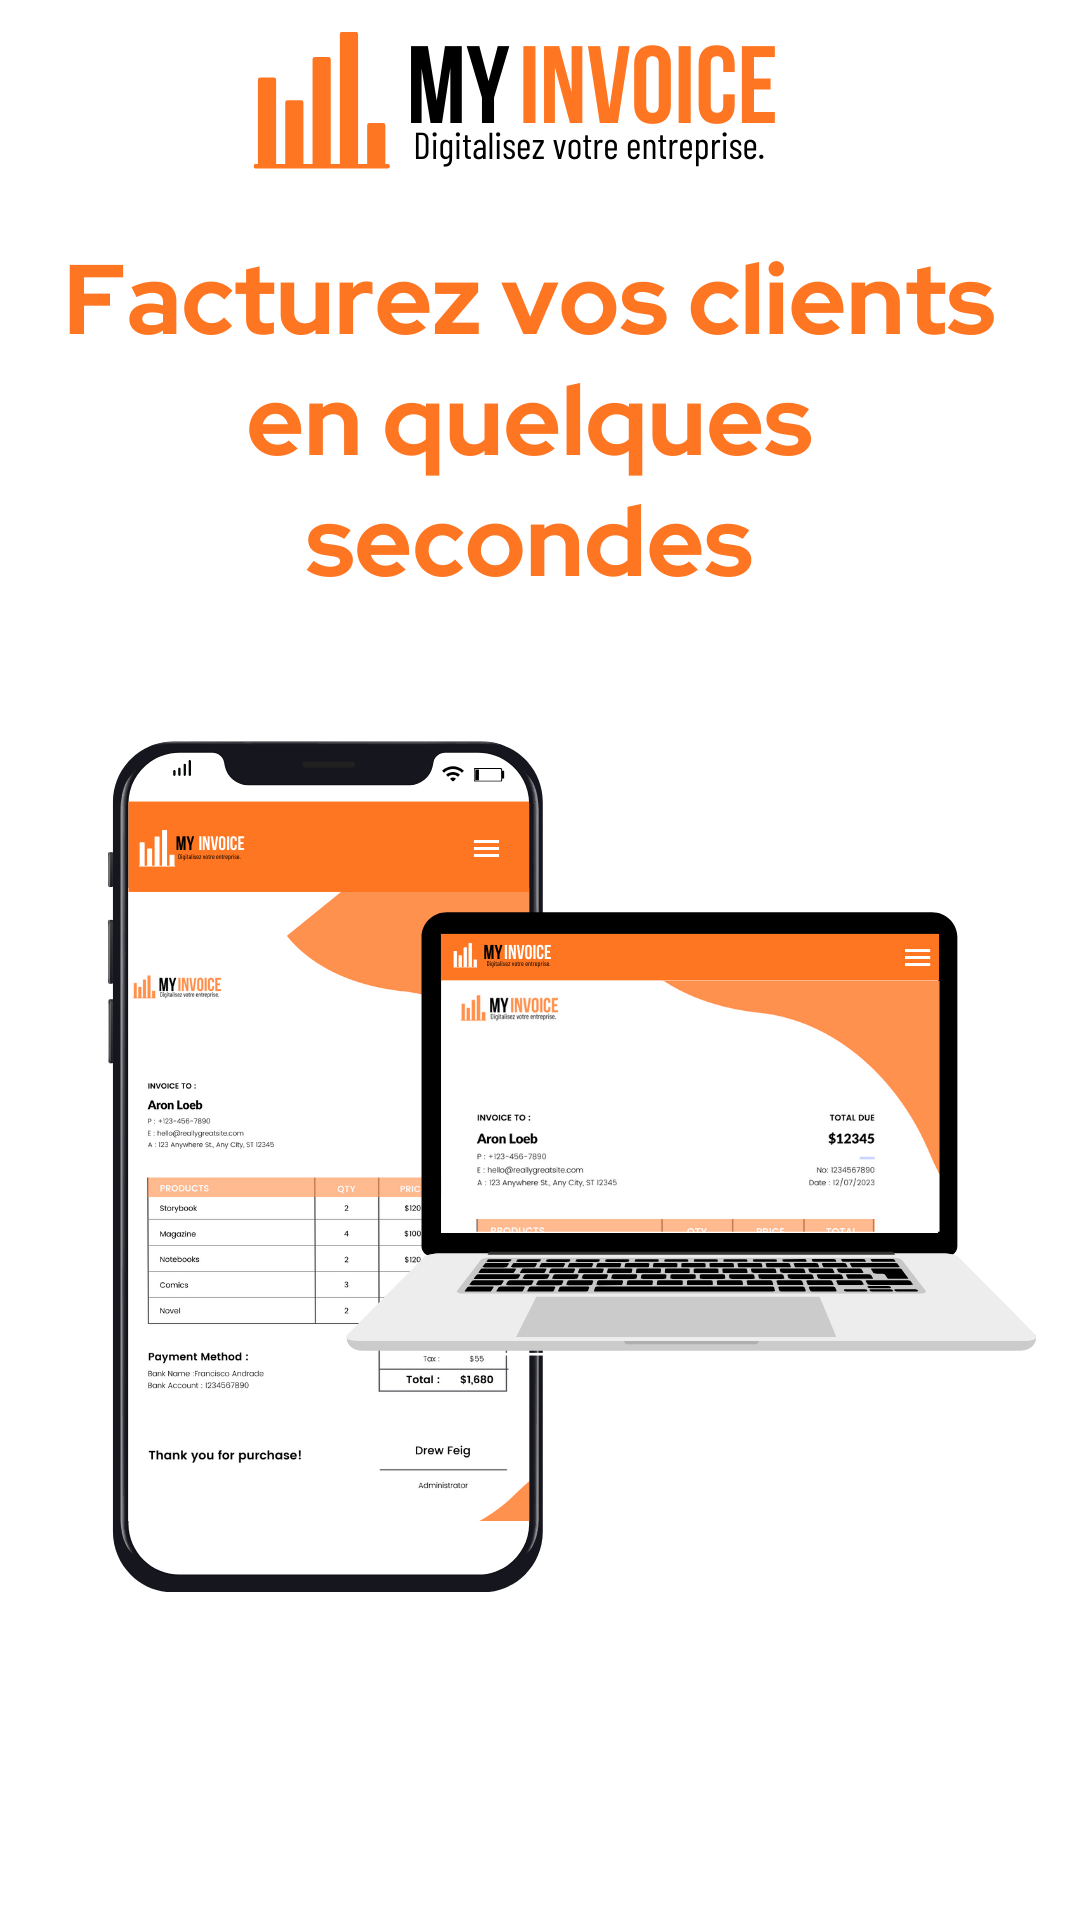 MY INVOICE
Digitalisez votre entreprise.
Facturez vos clients
en quelques
secondes
MY INVOICE
Digitalisez votre entreprise.
MY INVOICE
Digitalisez votre entreprise.
INVOICE TO :
Aron Loeb
P : +123-456-7890
E : hello@reallygreatsite.com
A : 123 Anywhere St., Any City, ST 12345
PRODUCTS QTY PRIC
Storybook 2 $120
Magazine 4 $100
Notebooks 2 $120
Comics 3
Novel 2
Payment Method :
Bank Name :Francisco Andrade
Bank Account : 1234567890
Tax : $55
Total : $1,680
Thank you for purchase!
Drew Feig
Administrator
MY INVOICE
Digitalisez votre entreprise.
MY INVOICE
Digitalisez votre entreprise.
INVOICE TO :
Aron Loeb
P : +123-456-7890
E : hello@reallygreatsite.com
A : 123 Anywhere St., Any City, ST 12345
TOTAL DUE
$12345
No: 1234567890
Date : 12/07/2023
PRODUCTS QTY PRICE TOTAL